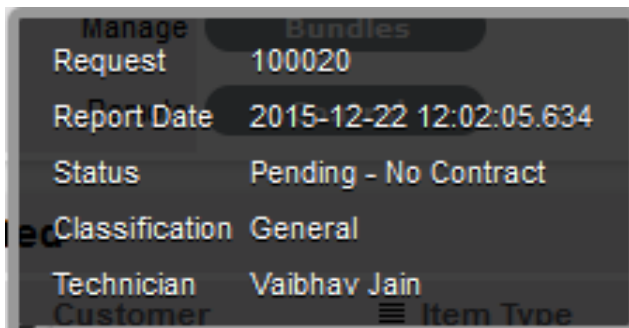 Manage Bundles
Request 100020
Report Date 2015-12-22 12:02:05.634
Status Pending - No Contract
Classification General
Technician Vaibhav Jain
Customer Item Type